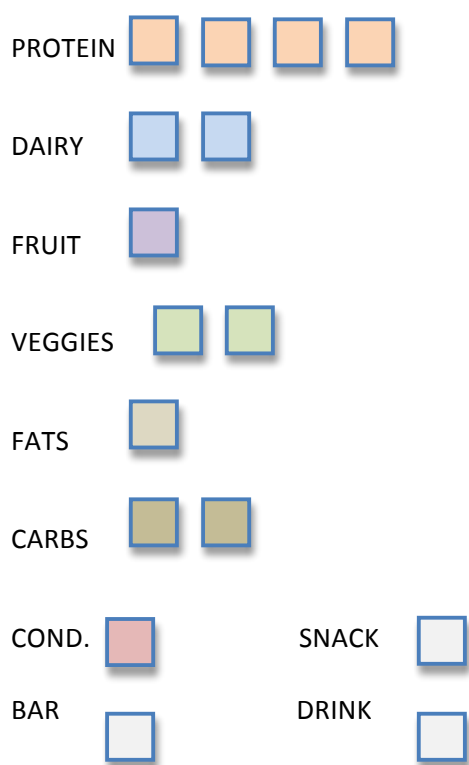 PROTEIN
DAIRY
FRUIT
VEGGIES
FATS
CARBS
COND. SNACK
BAR DRINK